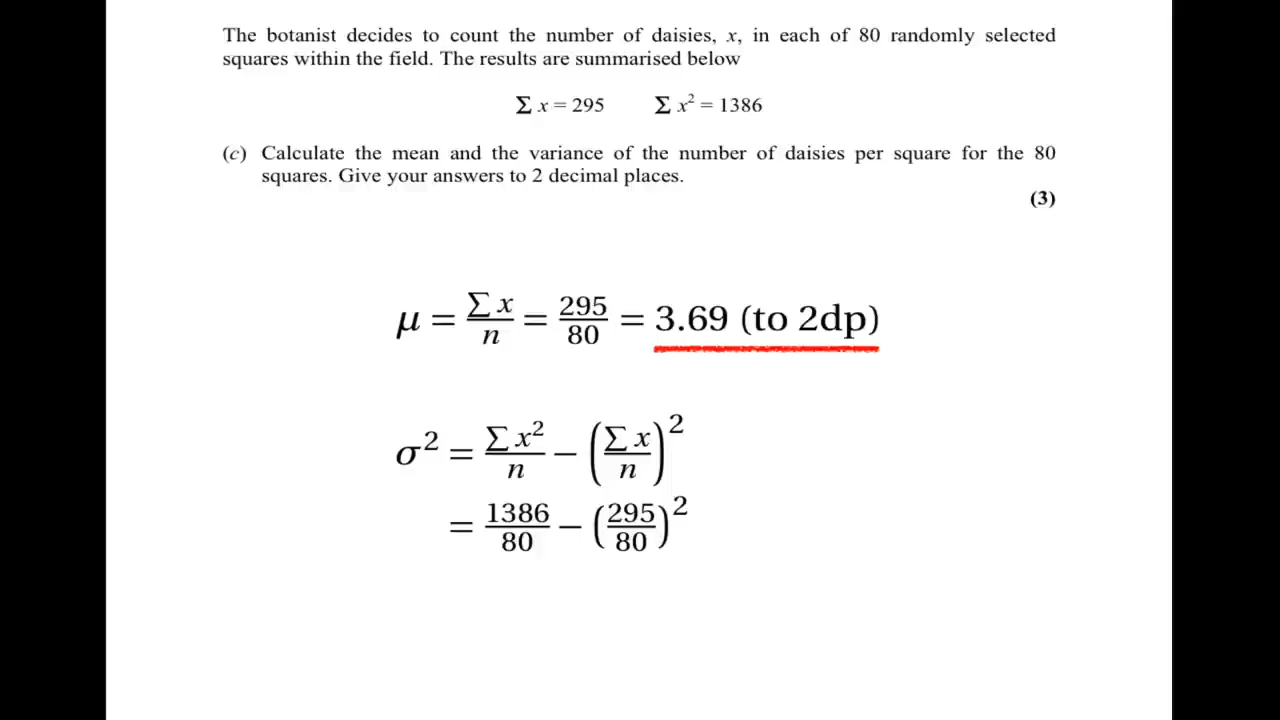 The botanist decides to count the number of daisies, x, in each of 80 randomly selected
squares within the field. The results are summarised below
Σ x = 295 Σ x² = 1386
(c) Calculate the mean and the variance of the number of daisies per square for the 80
squares. Give your answers to 2 decimal places.
(3)
μ = Σ x / n = 295 / 80 = 3.69 (to 2dp)
σ² = Σ x² / n − (Σ x / n)²
= 1386 / 80 − (295 / 80)²